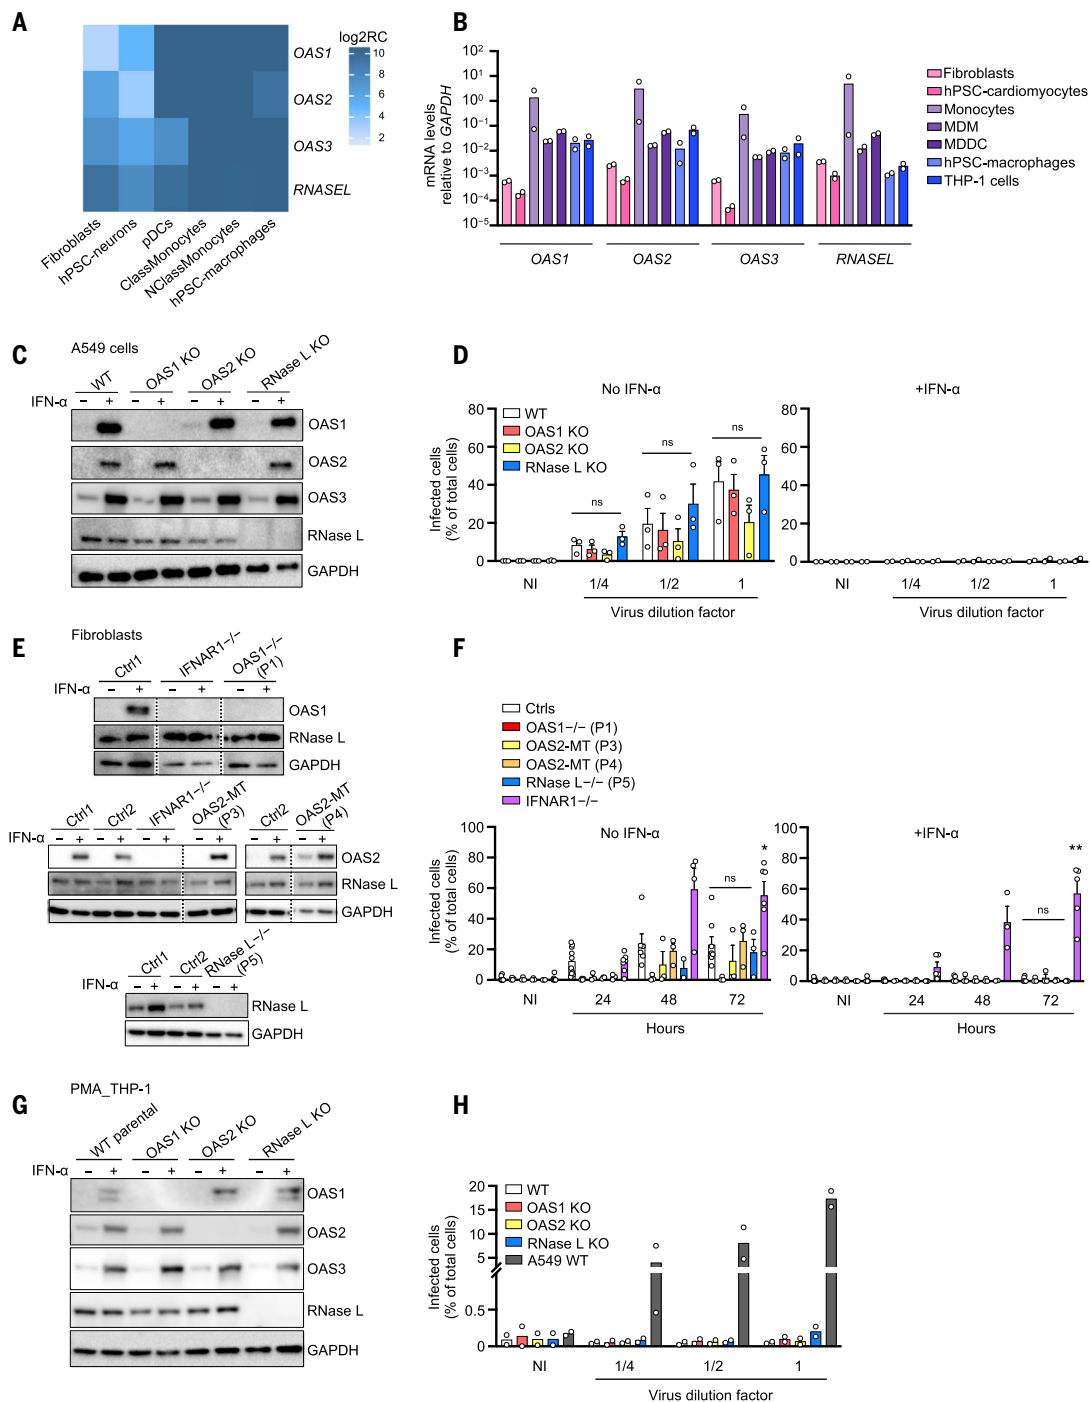 A
log2RC
10
8
6
4
2
OAS1
OAS2
OAS3
RNASEL
Fibroblasts
hPSC-neurons
pDCs
ClassMonocytes
NClassMonocytes
hPSC-macrophages
B
mRNA levels
relative to GAPDH
10²
10¹
10⁰
10⁻¹
10⁻²
10⁻³
10⁻⁴
10⁻⁵
OAS1 OAS2 OAS3 RNASEL
Fibroblasts
hPSC-cardiomyocytes
Monocytes
MDM
MDDC
hPSC-macrophages
THP-1 cells
C
A549 cells
WT OAS1 KO OAS2 KO RNase L KO
IFN-α – + – + – + – +
OAS1
OAS2
OAS3
RNase L
GAPDH
D
No IFN-α
+IFN-α
Infected cells
(% of total cells)
80
60
40
20
0
WT
OAS1 KO
OAS2 KO
RNase L KO
ns ns ns
NI 1/4 1/2 1
Virus dilution factor
80
60
40
20
0
NI 1/4 1/2 1
Virus dilution factor
E
Fibroblasts
Ctrl1 IFNAR1−/− OAS1−/− (P1)
IFN-α – + – + – +
OAS1
RNase L
GAPDH
Ctrl1 Ctrl2 IFNAR1−/− OAS2-MT (P3) Ctrl2 OAS2-MT (P4)
IFN-α – + – + – + – + – + – +
OAS2
RNase L
GAPDH
Ctrl1 Ctrl2 RNase L−/− (P5)
IFN-α – + – + – +
RNase L
GAPDH
F
Ctrls
OAS1−/− (P1)
OAS2-MT (P3)
OAS2-MT (P4)
RNase L−/− (P5)
IFNAR1−/−
No IFN-α
+IFN-α
Infected cells
(% of total cells)
100
80
60
40
20
0
ns *
NI 24 48 72
Hours
100
80
60
40
20
0
ns **
NI 24 48 72
Hours
G
PMA_THP-1
WT parental OAS1 KO OAS2 KO RNase L KO
IFN-α – + – + – + – +
OAS1
OAS2
OAS3
RNase L
GAPDH
H
Infected cells
(% of total cells)
20
15
10
5
0.5
0
WT
OAS1 KO
OAS2 KO
RNase L KO
A549 WT
NI 1/4 1/2 1
Virus dilution factor